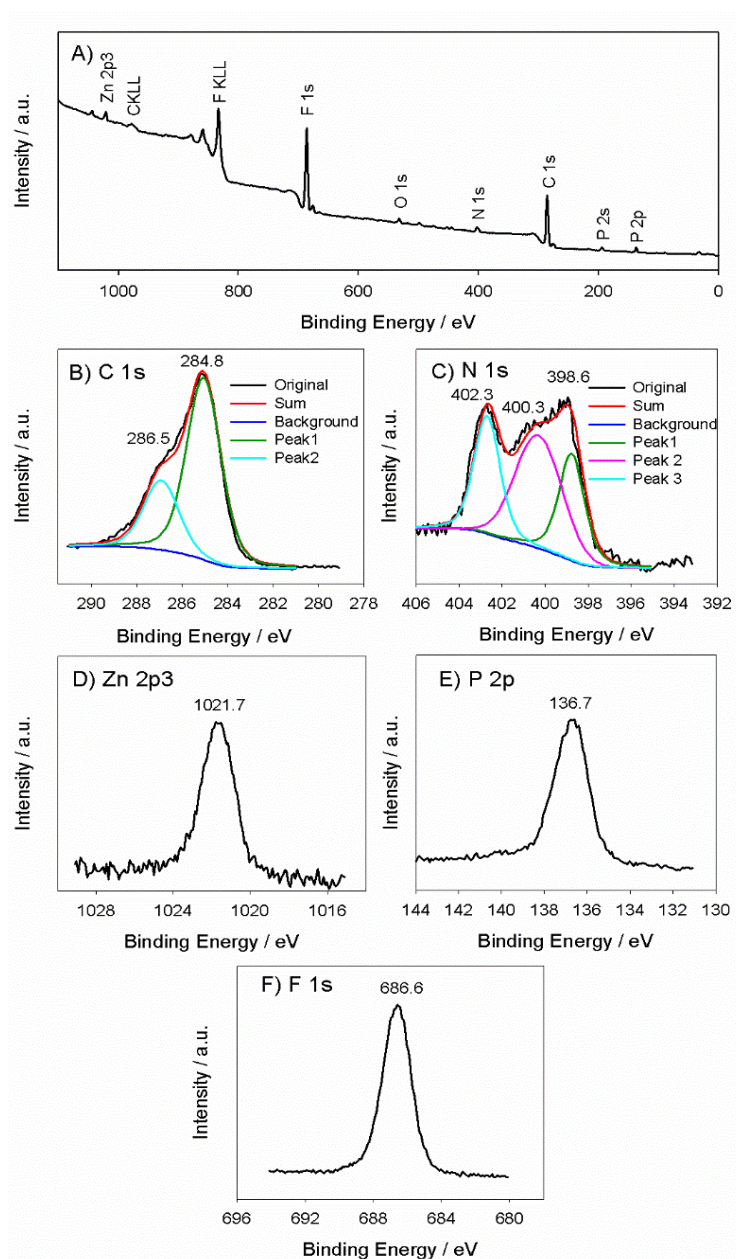 A)
Zn 2p3
CKLL
F KLL
F 1s
O 1s
N 1s
C 1s
P 2s
P 2p
Intensity / a.u.
1000 800 600 400 200 0
Binding Energy / eV
B) C 1s
284.8
286.5
Original
Sum
Background
Peak1
Peak2
Intensity / a.u.
290 288 286 284 282 280 278
Binding Energy / eV
C) N 1s
402.3
400.3
398.6
Original
Sum
Background
Peak1
Peak 2
Peak 3
Intensity / a.u.
406 404 402 400 398 396 394 392
Binding Energy / eV
D) Zn 2p3
1021.7
Intensity / a.u.
1028 1024 1020 1016
Binding Energy / eV
E) P 2p
136.7
Intensity / a.u.
144 142 140 138 136 134 132 130
Binding Energy / eV
F) F 1s
686.6
Intensity / a.u.
696 692 688 684 680
Binding Energy / eV